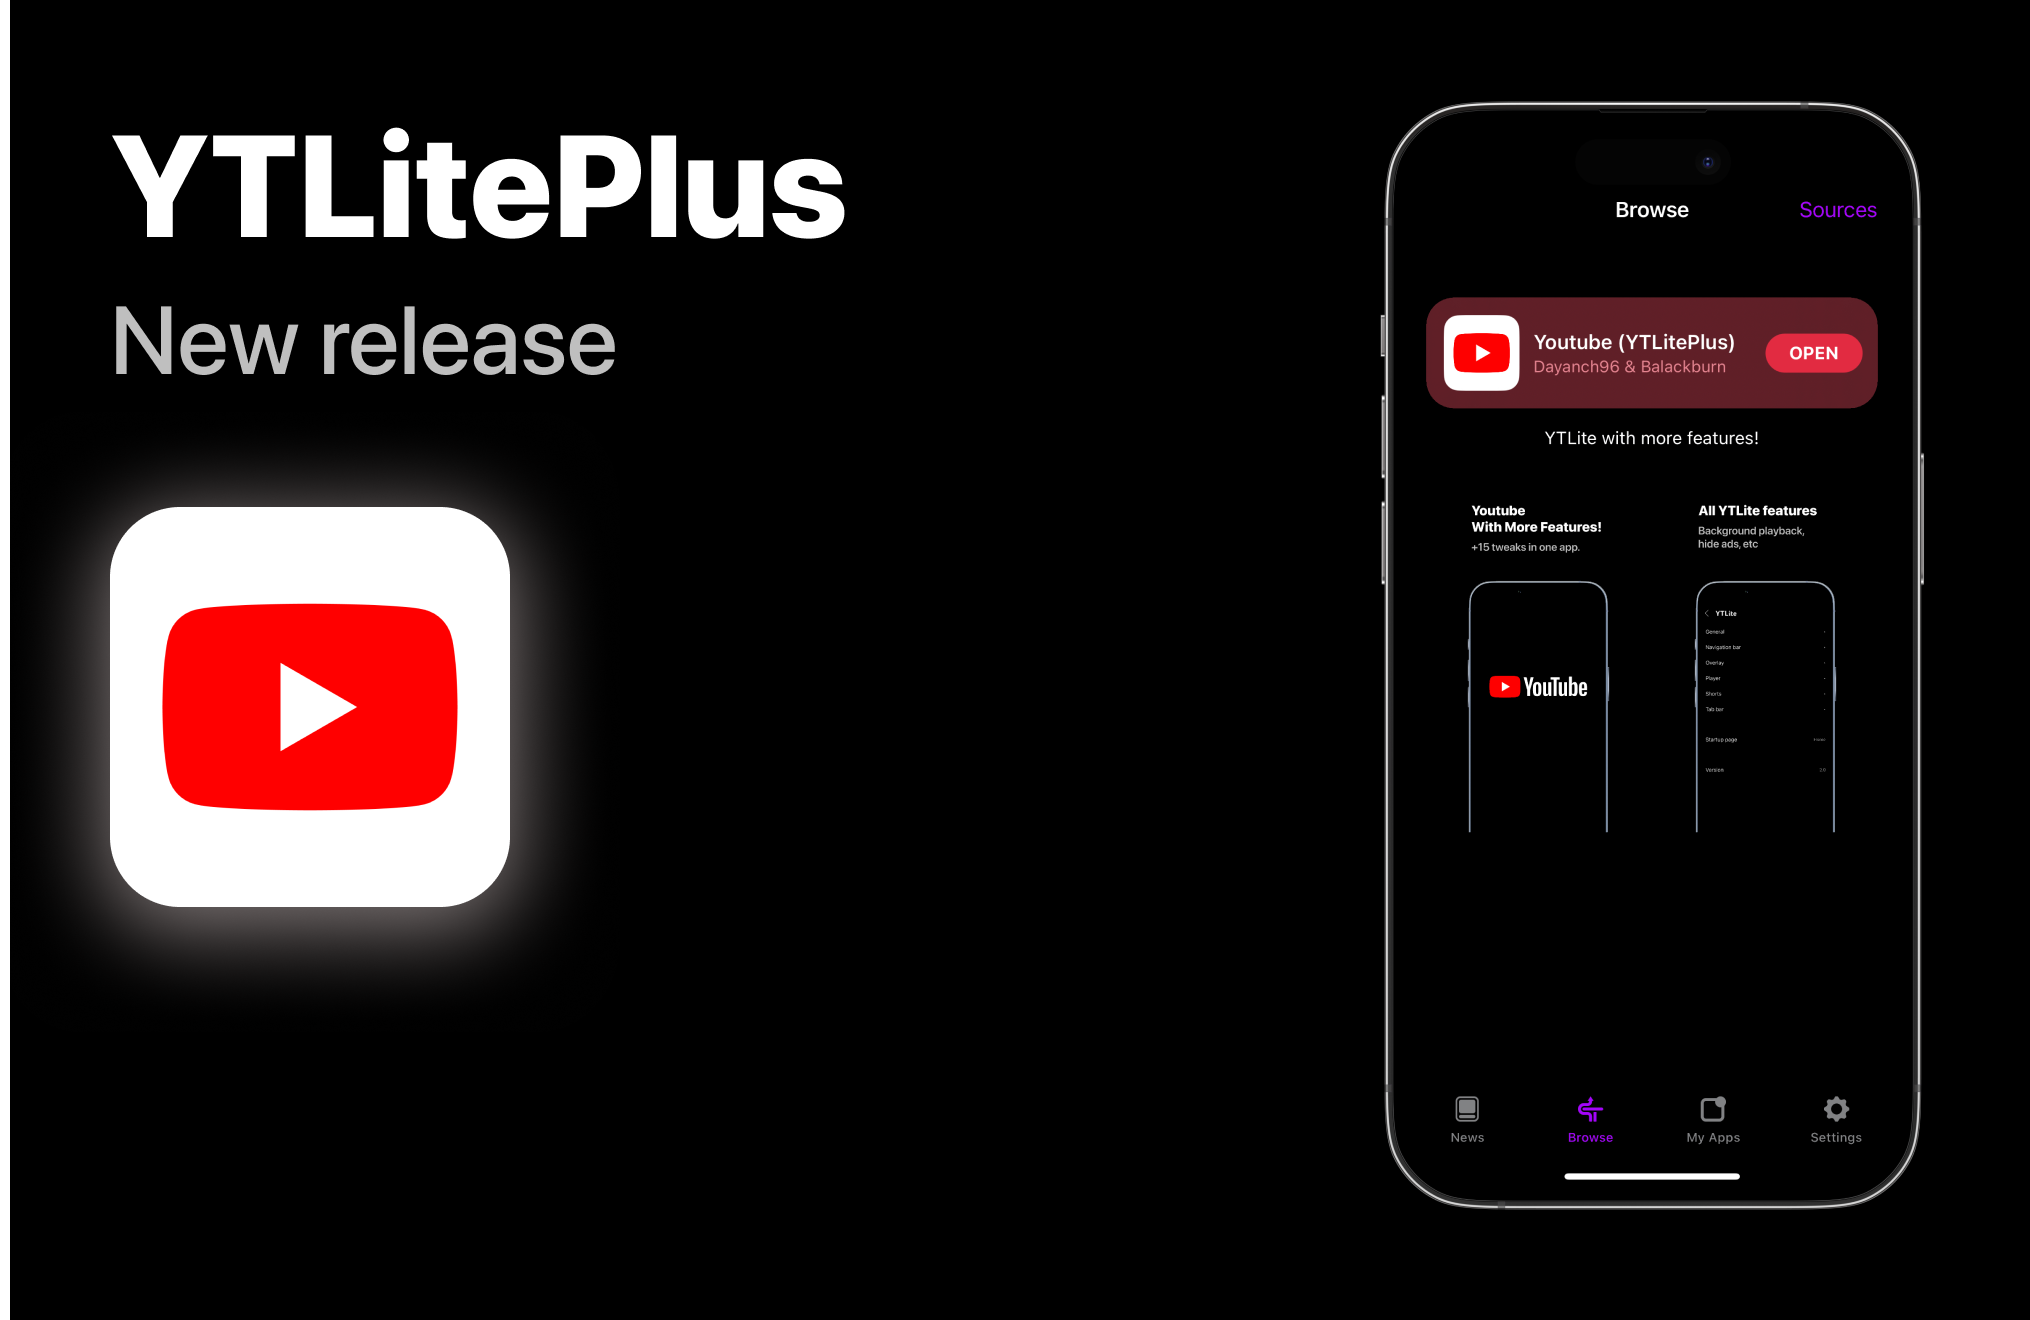 YTLitePlus
New release
Browse
Sources
Youtube (YTLitePlus)
Dayanch96 & Balackburn
OPEN
YTLite with more features!
Youtube
With More Features!
+15 tweaks in one app.
YouTube
All YTLite features
Background playback,
hide ads, etc
YTLite
General
Navigation bar
Overlay
Player
Shorts
Tab bar
Startup page
Version
News
Browse
My Apps
Settings